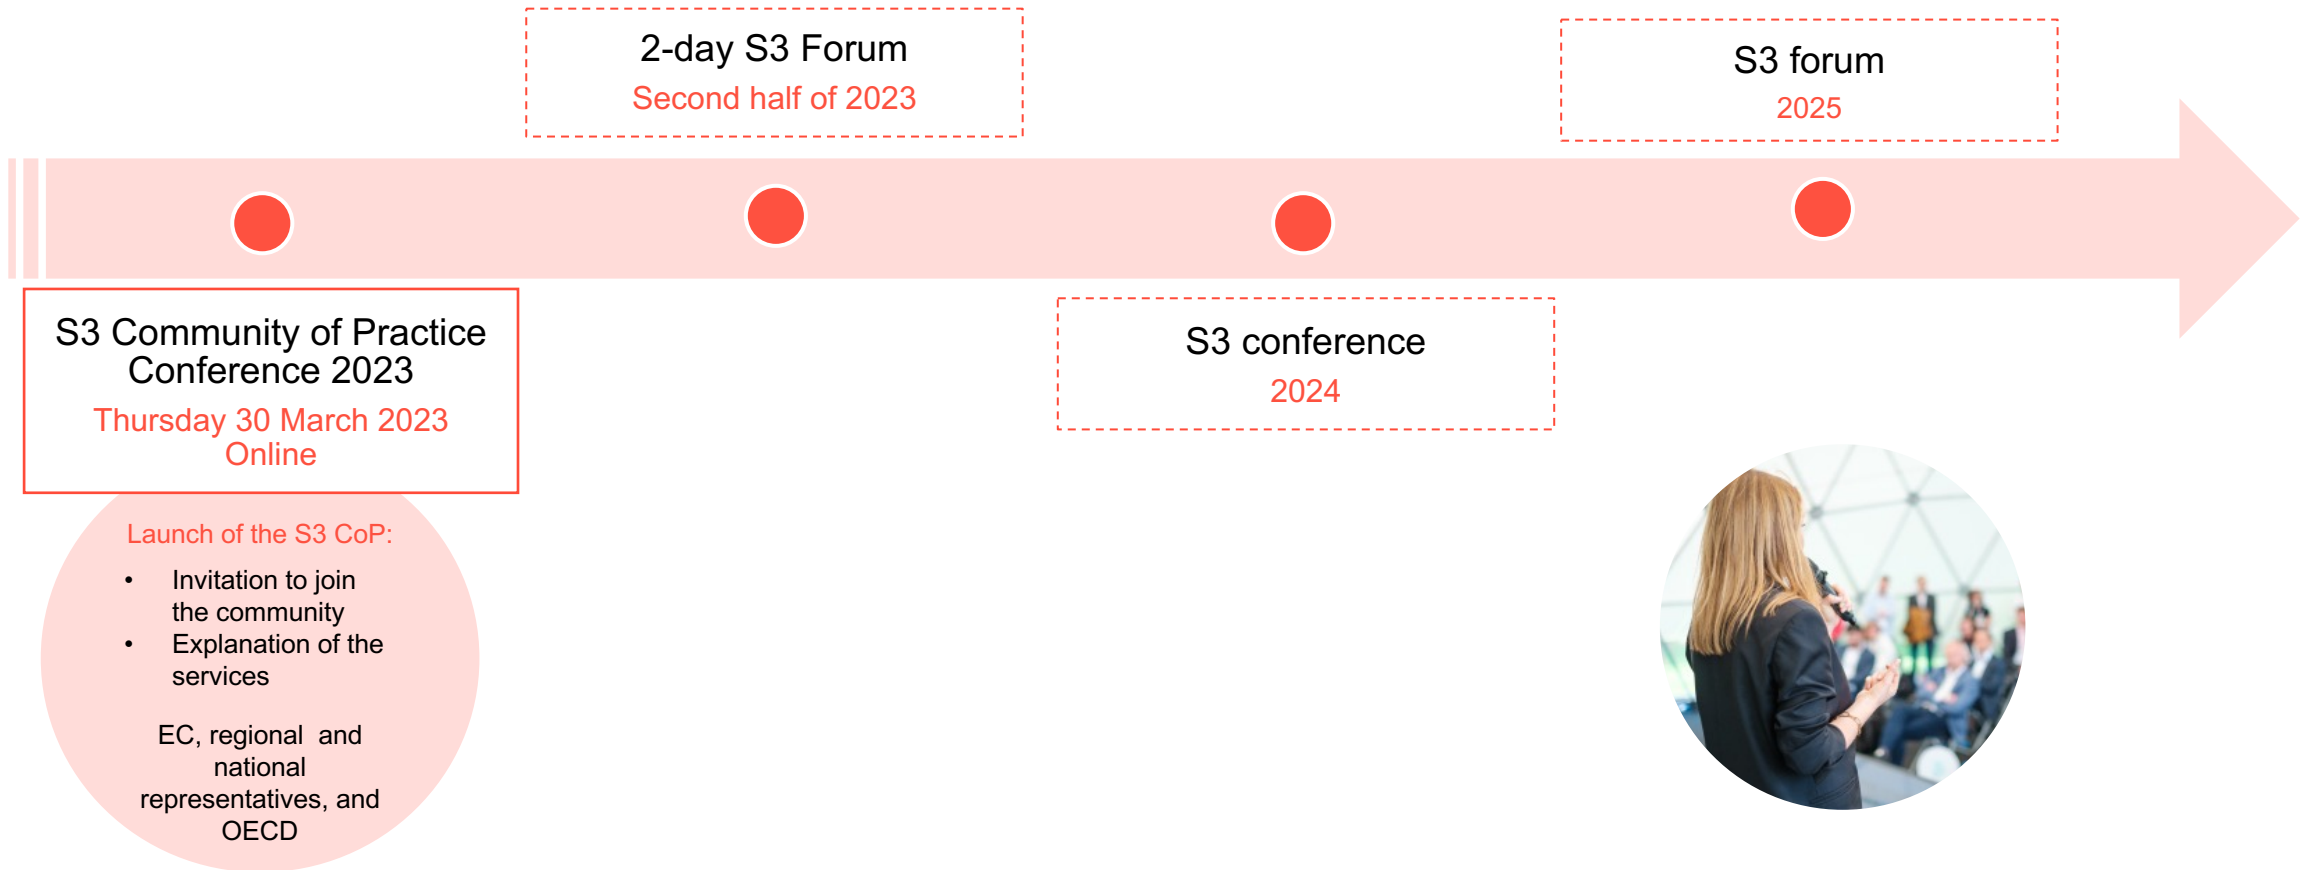 2-day S3 Forum
Second half of 2023
S3 forum
2025
S3 Community of Practice
Conference 2023
Thursday 30 March 2023
Online
S3 conference
2024
Launch of the S3 CoP:
• Invitation to join
the community
• Explanation of the
services
EC, regional and
national
representatives, and
OECD